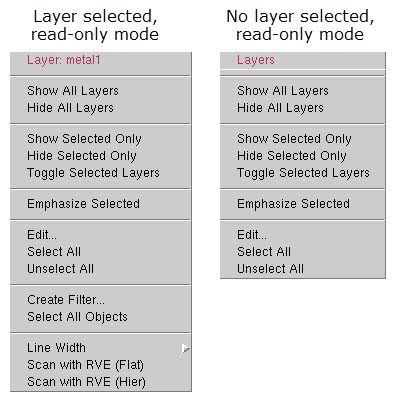 Layer selected,
read-only mode
Layer: metal1
Show All Layers
Hide All Layers
Show Selected Only
Hide Selected Only
Toggle Selected Layers
Emphasize Selected
Edit...
Select All
Unselect All
Create Filter...
Select All Objects
Line Width
Scan with RVE (Flat)
Scan with RVE (Hier)
No layer selected,
read-only mode
Layers
Show All Layers
Hide All Layers
Show Selected Only
Hide Selected Only
Toggle Selected Layers
Emphasize Selected
Edit...
Select All
Unselect All